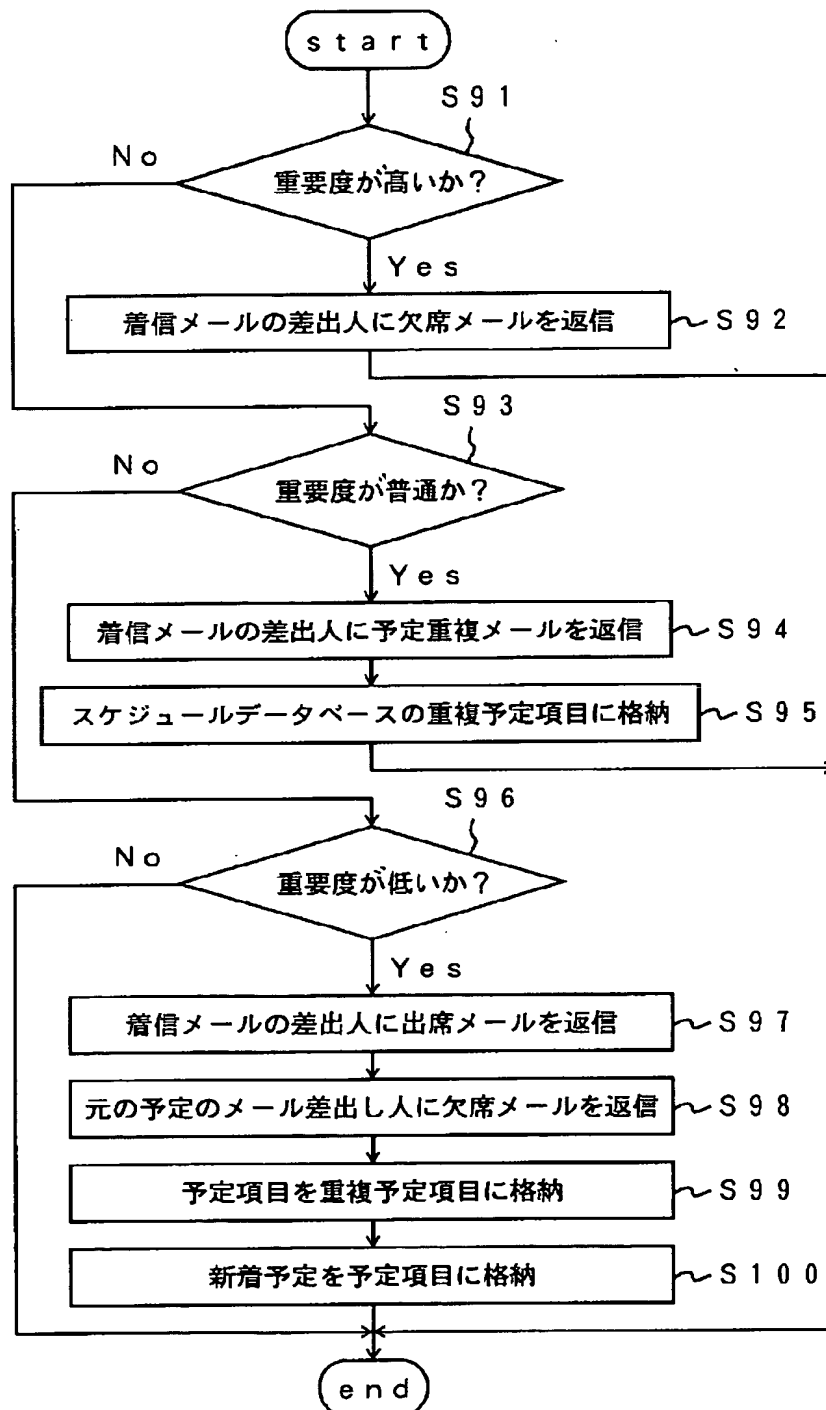 start
S91
No
重要度が高いか？
Yes
着信メールの差出人に欠席メールを返信
S92
S93
No
重要度が普通か？
Yes
着信メールの差出人に予定重複メールを返信
S94
スケジュールデータベースの重複予定項目に格納
S95
S96
No
重要度が低いか？
Yes
着信メールの差出人に出席メールを返信
S97
元の予定のメール差出し人に欠席メールを返信
S98
予定項目を重複予定項目に格納
S99
新着予定を予定項目に格納
S100
end